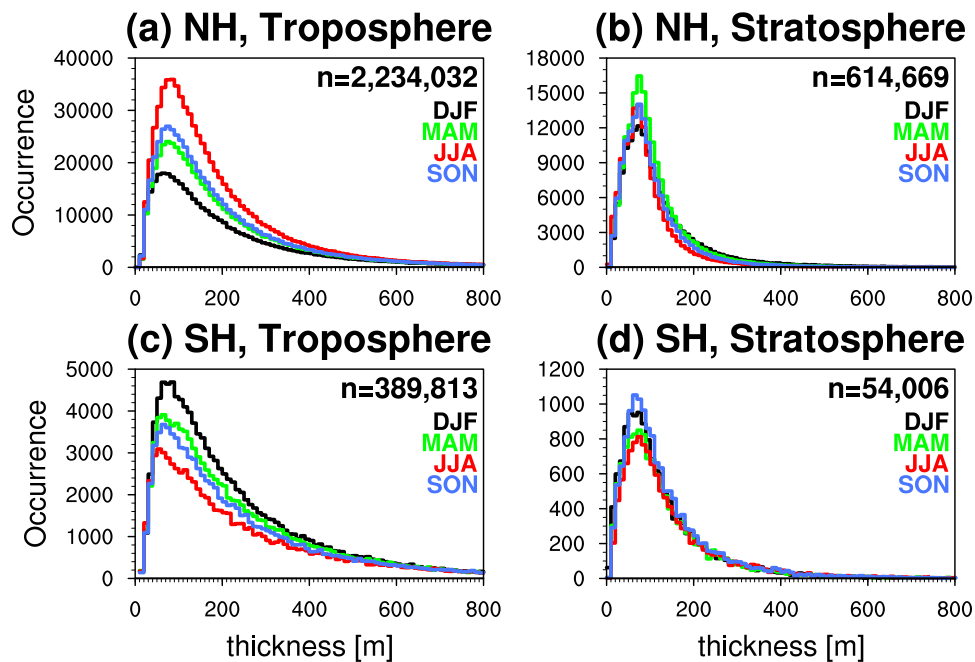 (a) NH, Troposphere
(b) NH, Stratosphere
Occurrence
40000
30000
20000
10000
0
n=2,234,032
DJF
MAM
JJA
SON
0 200 400 600 800
18000
15000
12000
9000
6000
3000
0
n=614,669
DJF
MAM
JJA
SON
0 200 400 600 800
(c) SH, Troposphere
(d) SH, Stratosphere
Occurrence
5000
4000
3000
2000
1000
0
n=389,813
DJF
MAM
JJA
SON
0 200 400 600 800
thickness [m]
1200
1000
800
600
400
200
0
n=54,006
DJF
MAM
JJA
SON
0 200 400 600 800
thickness [m]